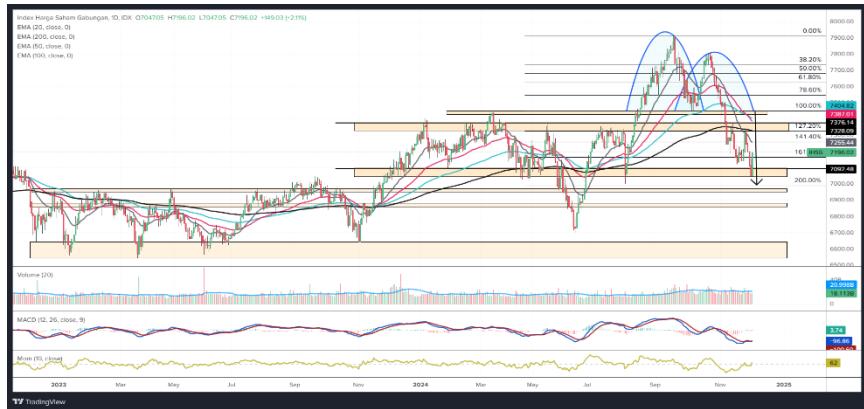 Index Harga Saham Gabungan, 1D, IDX O7047.05 H7196.02 L7047.05 C7196.02 +149.03 (+2.11%)
EMA (20, close, 0)
EMA (200, close, 0)
EMA (50, close, 0)
EMA (100, close, 0)
8000.00
0.00%
7900.00
7800.00
38.20%
50.00%
7700.00
61.80%
7600.00
78.60%
100.00%
7404.82
7387.01
7376.14
127.20%
7328.09
141.40%
7255.44
161
IHSG
7196.02
7092.48
200.00%
7000.00
6900.00
6800.00
6700.00
6600.00
6500.00
Volume (20)
20.998B
18.113B
MACD (12, 26, close, 9)
3.74
-96.86
-100.60
Mom (10, close)
62
2023 Mar May Jul Sep Nov 2024 Mar May Jul Sep Nov 2025
TradingView